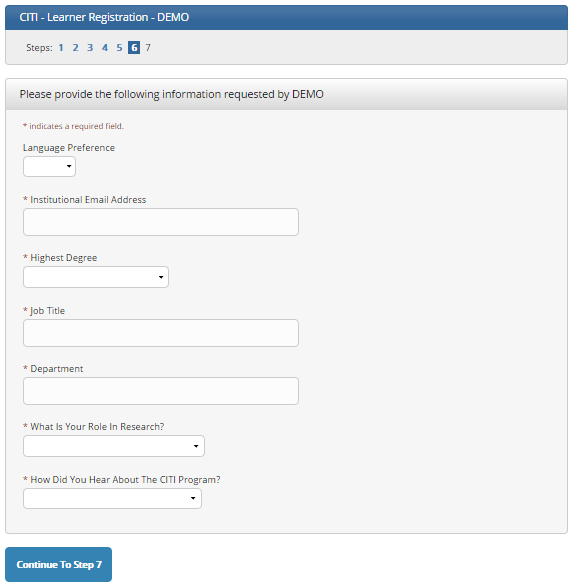 CITI - Learner Registration - DEMO
Steps: 1 2 3 4 5 6 7
Please provide the following information requested by DEMO
* indicates a required field.
Language Preference
* Institutional Email Address
* Highest Degree
* Job Title
* Department
* What Is Your Role In Research?
* How Did You Hear About The CITI Program?
Continue To Step 7